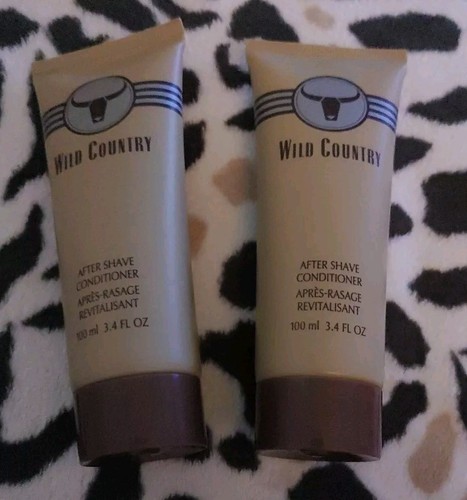 WILD COUNTRY
AFTER SHAVE
CONDITIONER
APRÈS-RASAGE
REVITALISANT
100 ml 3.4 FL OZ
WILD COUNTRY
AFTER SHAVE
CONDITIONER
APRÈS-RASAGE
REVITALISANT
100 ml 3.4 FL OZ